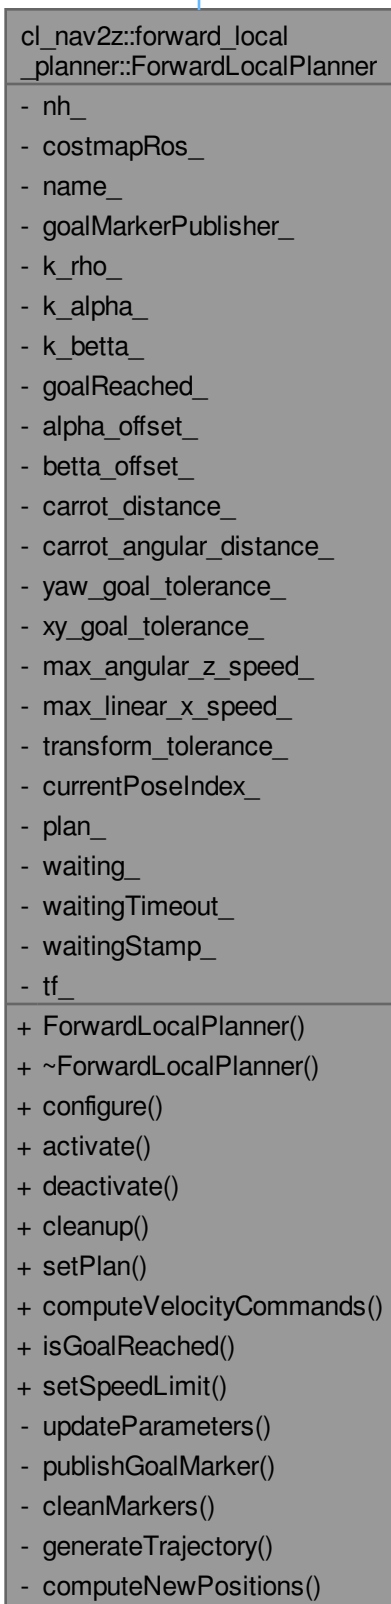 cl_nav2z::forward_local
_planner::ForwardLocalPlanner
- nh_
- costmapRos_
- name_
- goalMarkerPublisher_
- k_rho_
- k_alpha_
- k_betta_
- goalReached_
- alpha_offset_
- betta_offset_
- carrot_distance_
- carrot_angular_distance_
- yaw_goal_tolerance_
- xy_goal_tolerance_
- max_angular_z_speed_
- max_linear_x_speed_
- transform_tolerance_
- currentPoseIndex_
- plan_
- waiting_
- waitingTimeout_
- waitingStamp_
- tf_
+ ForwardLocalPlanner()
+ ~ForwardLocalPlanner()
+ configure()
+ activate()
+ deactivate()
+ cleanup()
+ setPlan()
+ computeVelocityCommands()
+ isGoalReached()
+ setSpeedLimit()
- updateParameters()
- publishGoalMarker()
- cleanMarkers()
- generateTrajectory()
- computeNewPositions()